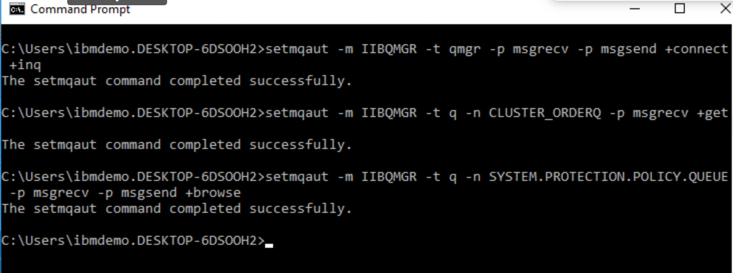 Command Prompt
C:\Users\ibmdemo.DESKTOP-6DSOOH2>setmqaut -m IIBQMGR -t qmgr -p msgrecv -p msgsend +connect
+inq
The setmqaut command completed successfully.
C:\Users\ibmdemo.DESKTOP-6DSOOH2>setmqaut -m IIBQMGR -t q -n CLUSTER_ORDERQ -p msgrecv +get
The setmqaut command completed successfully.
C:\Users\ibmdemo.DESKTOP-6DSOOH2>setmqaut -m IIBQMGR -t q -n SYSTEM.PROTECTION.POLICY.QUEUE
-p msgrecv -p msgsend +browse
The setmqaut command completed successfully.
C:\Users\ibmdemo.DESKTOP-6DSOOH2>